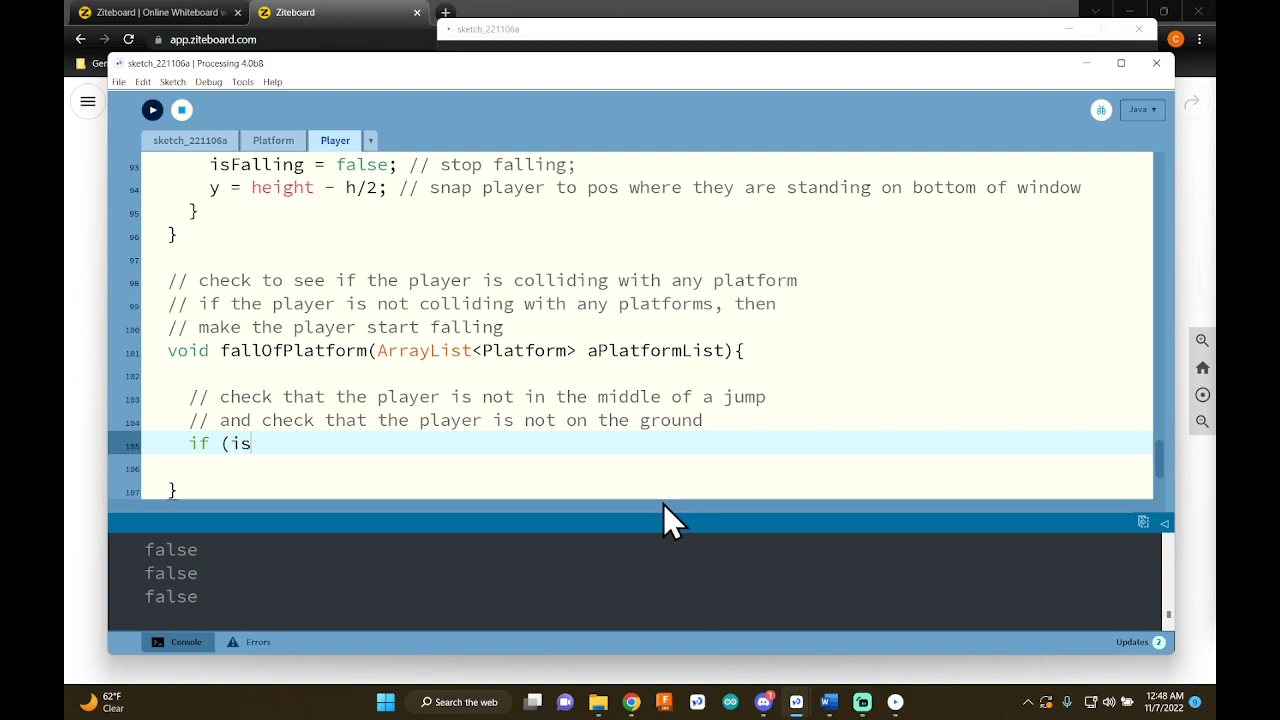 Ziteboard | Online Whiteboard w
Ziteboard
app.ziteboard.com
sketch_221106a
C
Gen
sketch_221106a | Processing 4.0b8
File Edit Sketch Debug Tools Help
Java
sketch_221106a Platform Player
93 isFalling = false; // stop falling;
94 y = height - h/2; // snap player to pos where they are standing on bottom of window
95 }
96 }
97
98 // check to see if the player is colliding with any platform
99 // if the player is not colliding with any platforms, then
100 // make the player start falling
101 void fallOfPlatform(ArrayList<Platform> aPlatformList){
102
103 // check that the player is not in the middle of a jump
104 // and check that the player is not on the ground
105 if (is
106
107 }
false
false
false
Console Errors Updates 2
62°F
Clear
Search the web
1
12:48 AM
11/7/2022
9